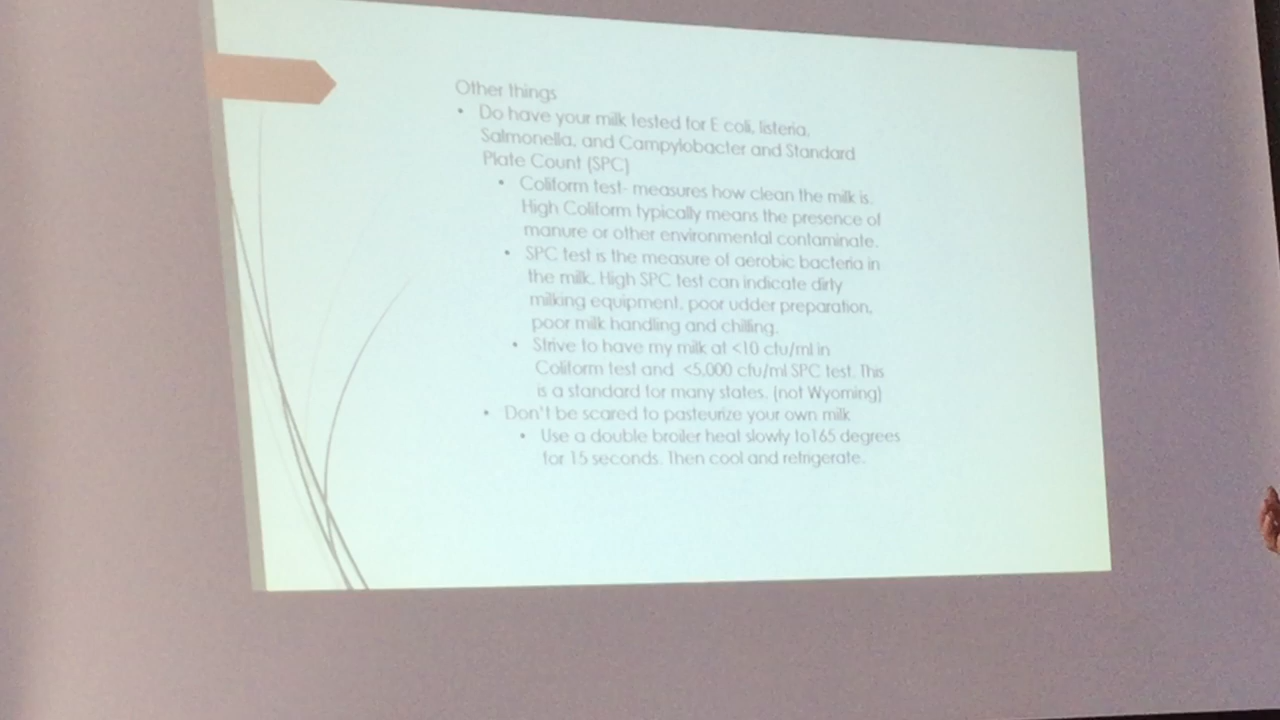 Other things
• Do have your milk tested for E coli, listeria,
Salmonella, and Campylobacter and Standard
Plate Count (SPC)
• Coliform test- measures how clean the milk is.
High Coliform typically means the presence of
manure or other environmental contaminate.
• SPC test is the measure of aerobic bacteria in
the milk. High SPC test can indicate dirty
milking equipment, poor udder preparation,
poor milk handling and chilling.
• Strive to have my milk at <10 cfu/ml in
Coliform test and <5,000 cfu/ml SPC test. This
is a standard for many states. (not Wyoming)
• Don't be scared to pasteurize your own milk
• Use a double broiler heat slowly to165 degrees
for 15 seconds. Then cool and refrigerate.